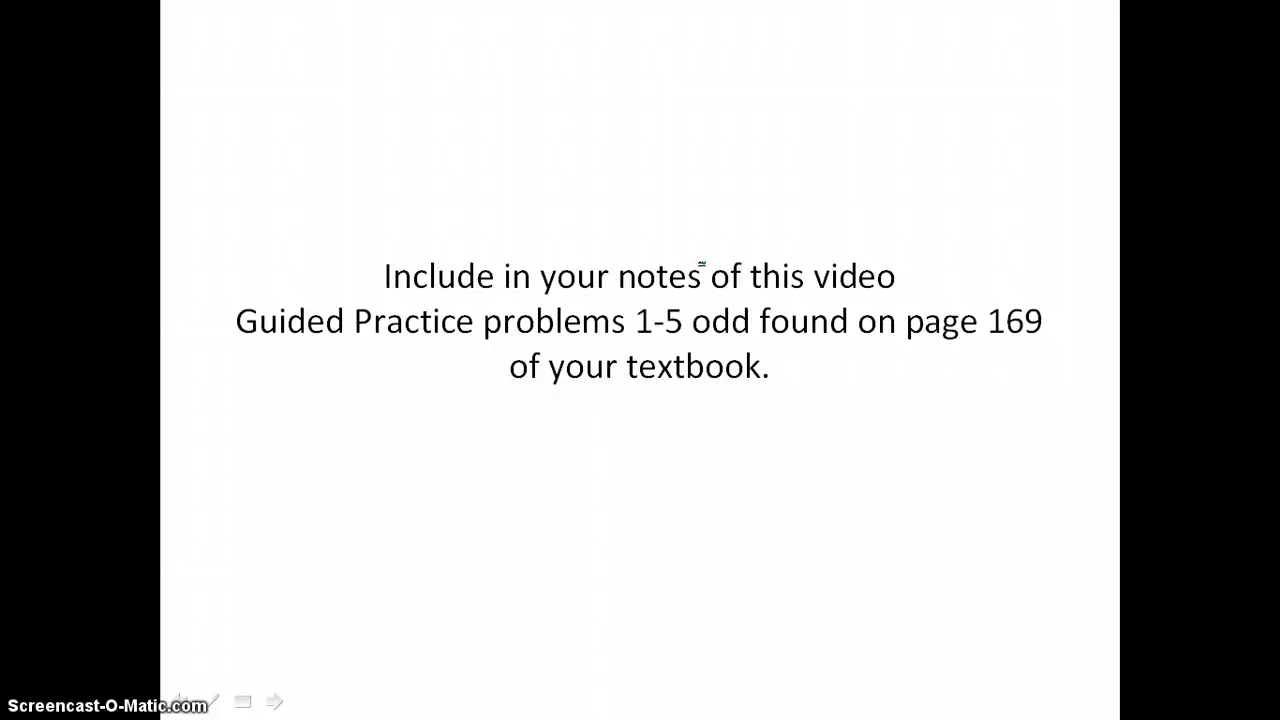 Include in your notes of this video
Guided Practice problems 1-5 odd found on page 169
of your textbook.
Screencast-O-Matic.com